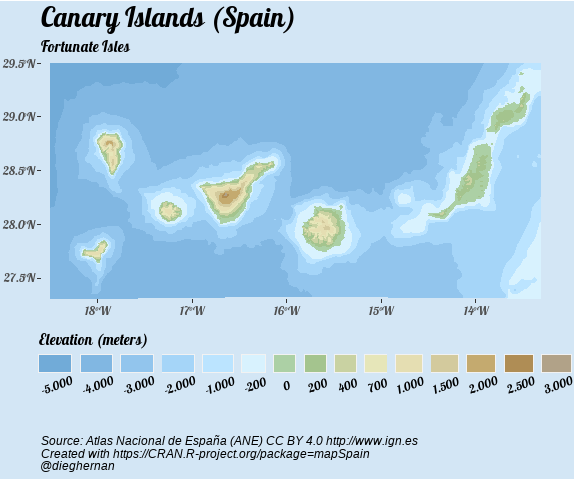 Canary Islands (Spain)
Fortunate Isles
29.5°N
29.0°N
28.5°N
28.0°N
27.5°N
18°W 17°W 16°W 15°W 14°W
Elevation (meters)
-5.000 -4.000 -3.000 -2.000 -1.000 -200 0 200 400 700 1.000 1.500 2.000 2.500 3.000
Source: Atlas Nacional de España (ANE) CC BY 4.0 http://www.ign.es
Created with https://CRAN.R-project.org/package=mapSpain
@dieghernan